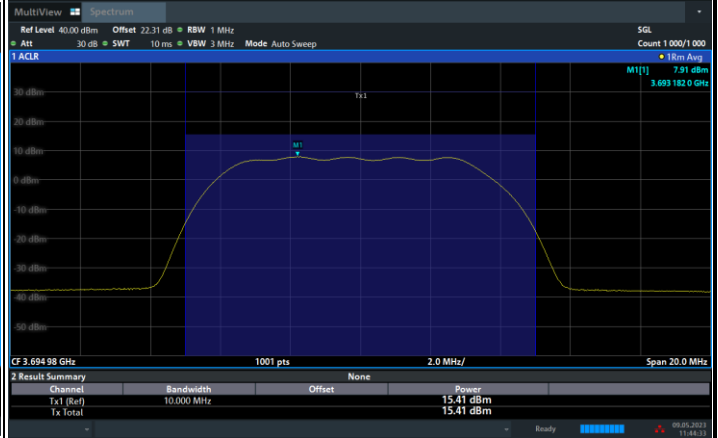 MultiView Spectrum
Ref Level 40.00 dBm Offset 22.31 dB RBW 1 MHz SGL
Att 30 dB SWT 10 ms VBW 3 MHz Mode Auto Sweep Count 1 000/1 000
1 ACLR 1Rm Avg
M1[1] 7.91 dBm
3.693 182 0 GHz
30 dBm
Tx1
20 dBm
10 dBm
M1
0 dBm
-10 dBm
-20 dBm
-30 dBm
-40 dBm
-50 dBm
CF 3.694 98 GHz 1001 pts 2.0 MHz/ Span 20.0 MHz
2 Result Summary None
Channel Bandwidth Offset Power
Tx1 (Ref) 10.000 MHz 15.41 dBm
Tx Total 15.41 dBm
Ready 09.05.2023
11:44:33